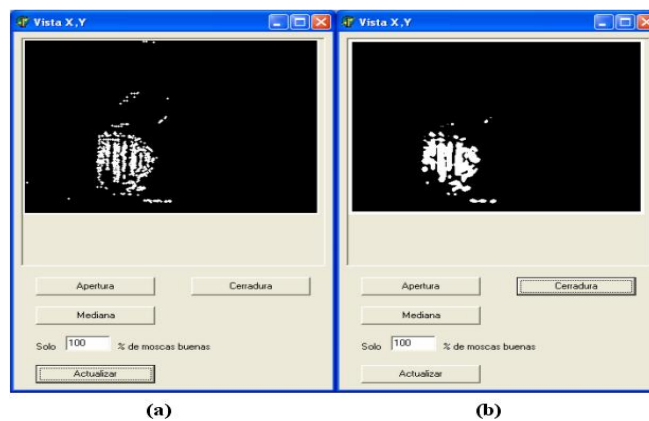 Vista X,Y
Apertura Cerradura
Mediana
Solo 100 % de moscas buenas
Actualizar
(a)
Vista X,Y
Apertura Cerradura
Mediana
Solo 100 % de moscas buenas
Actualizar
(b)